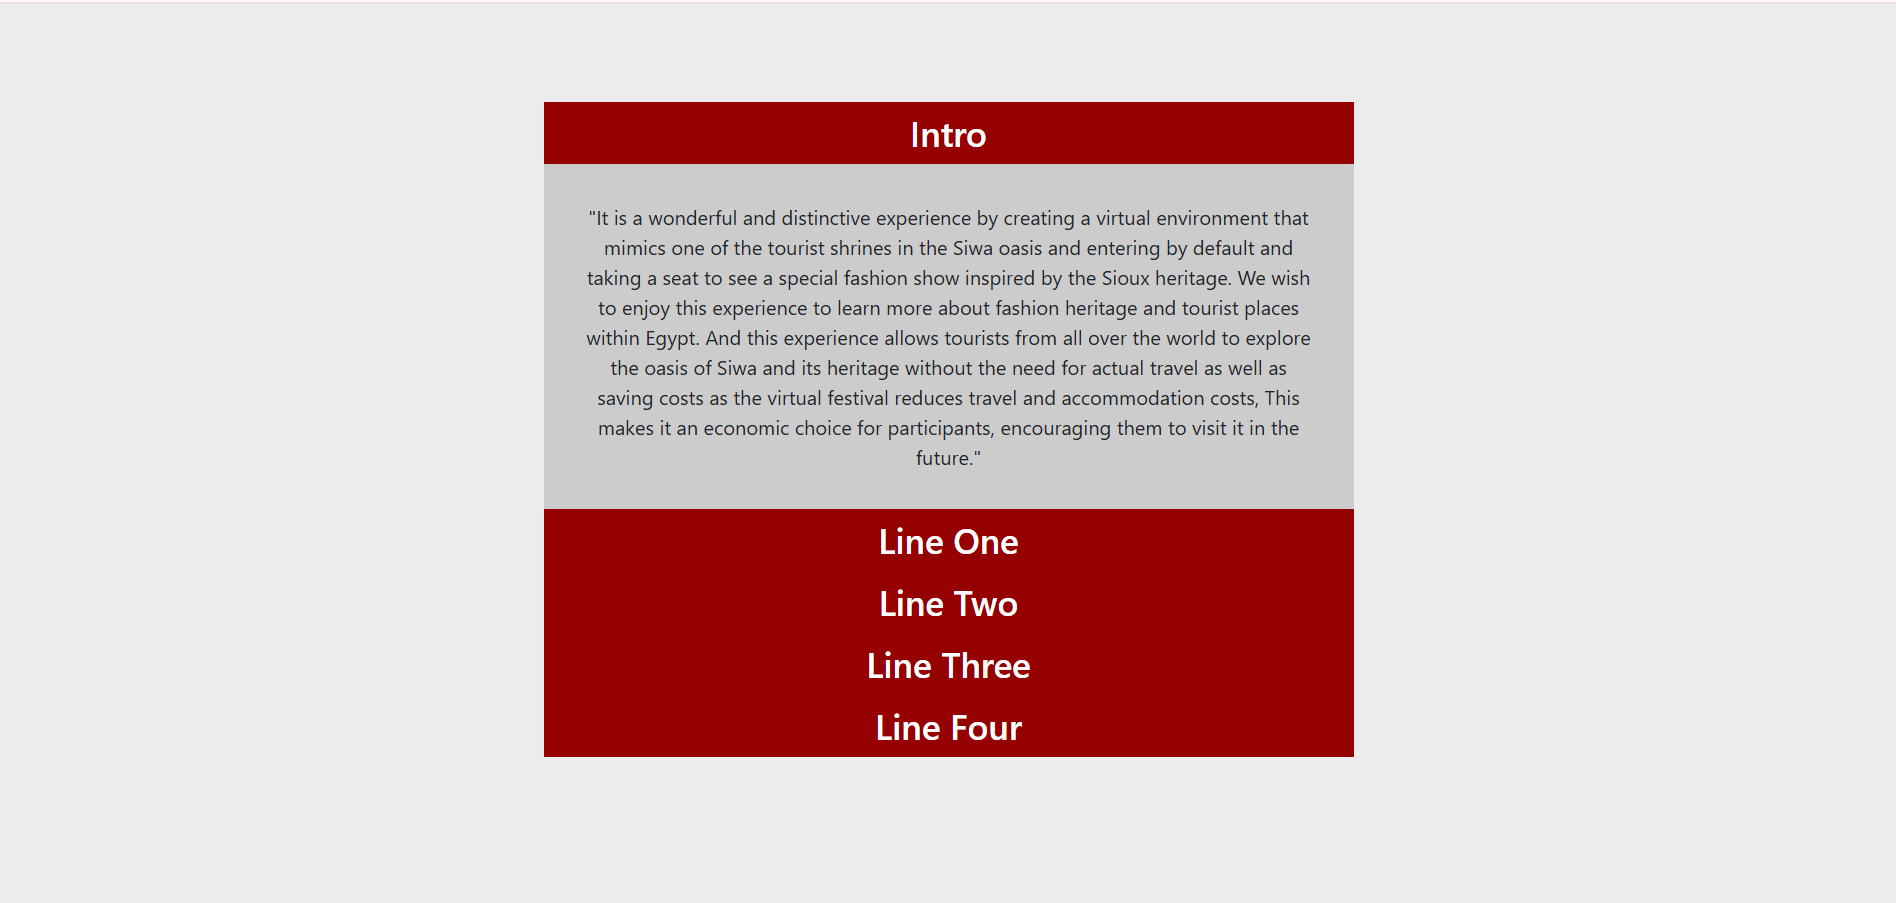 Intro
"It is a wonderful and distinctive experience by creating a virtual environment that
mimics one of the tourist shrines in the Siwa oasis and entering by default and
taking a seat to see a special fashion show inspired by the Sioux heritage. We wish
to enjoy this experience to learn more about fashion heritage and tourist places
within Egypt. And this experience allows tourists from all over the world to explore
the oasis of Siwa and its heritage without the need for actual travel as well as
saving costs as the virtual festival reduces travel and accommodation costs, This
makes it an economic choice for participants, encouraging them to visit it in the
future."
Line One
Line Two
Line Three
Line Four